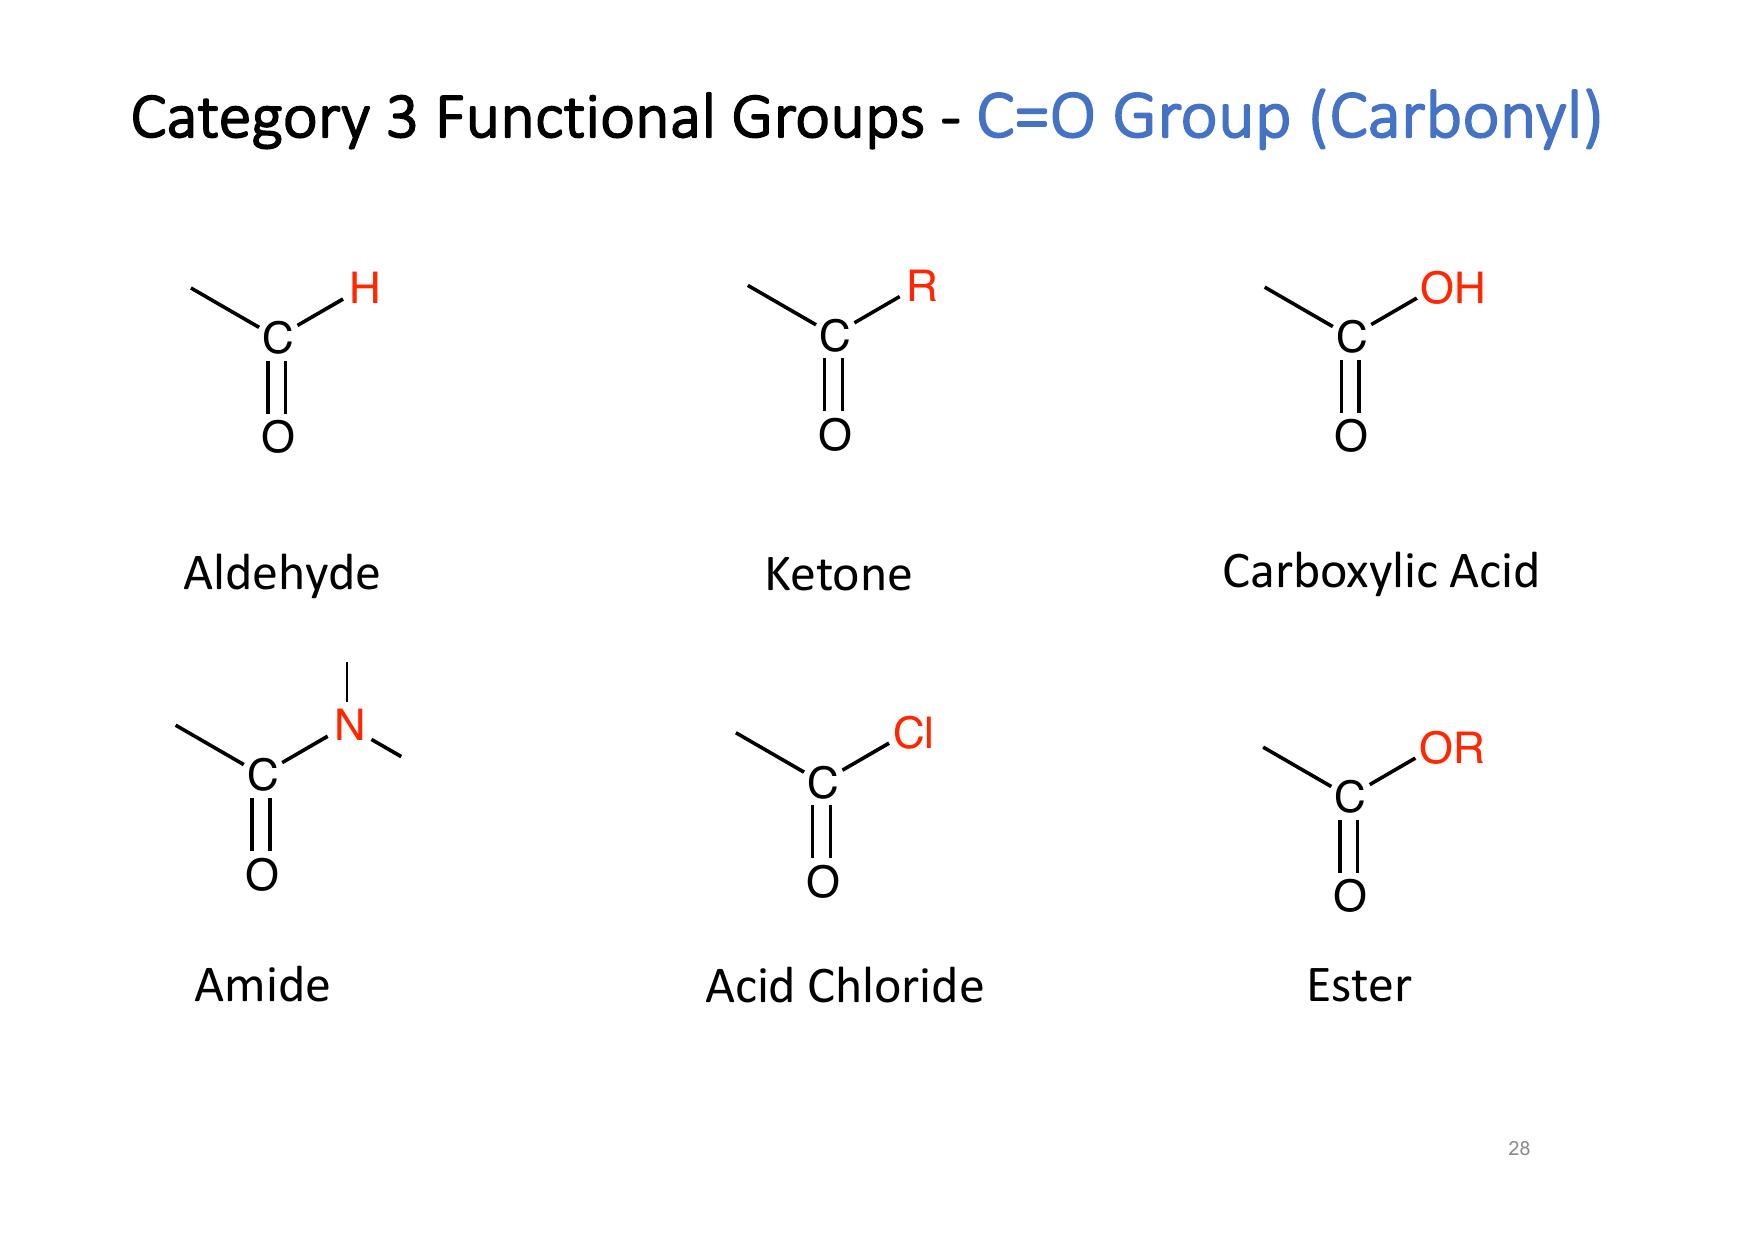 Category 3 Functional Groups - C=O Group (Carbonyl)
H
C
O
R
C
O
OH
C
O
Aldehyde
Ketone
Carboxylic Acid
N
C
O
Cl
C
O
OR
C
O
Amide
Acid Chloride
Ester
28